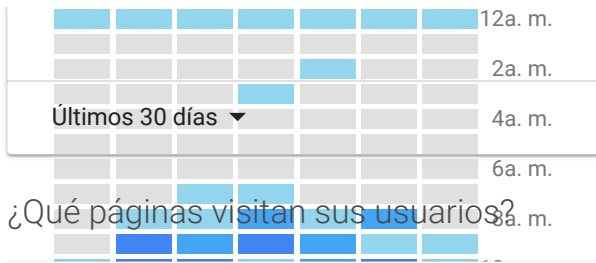 12a. m.
2a. m.
Últimos 30 días
4a. m.
6a. m.
¿Qué páginas visitan sus usuarios?
8a. m.